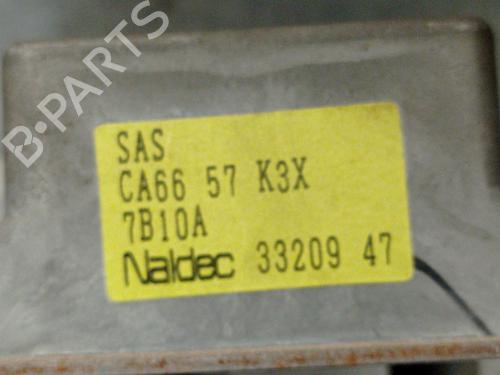 B-PARTS
SAS
CA66 57 K3X
7B10A
Naldec 33209 47